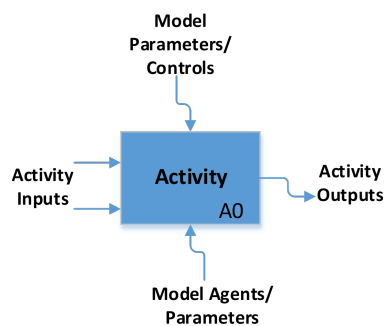 Model
Parameters/
Controls
Activity
Inputs
Activity
A0
Activity
Outputs
Model Agents/
Parameters